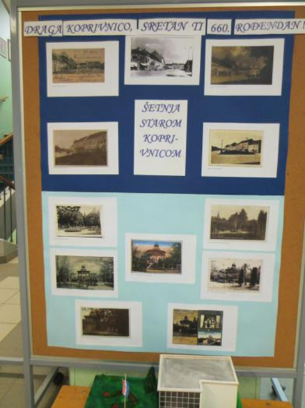 DRAGA KOPRIVNICO, SRETAN TI 660. ROĐENDAN!
ŠETNJA
STAROM
KOPRI-
VNICOM